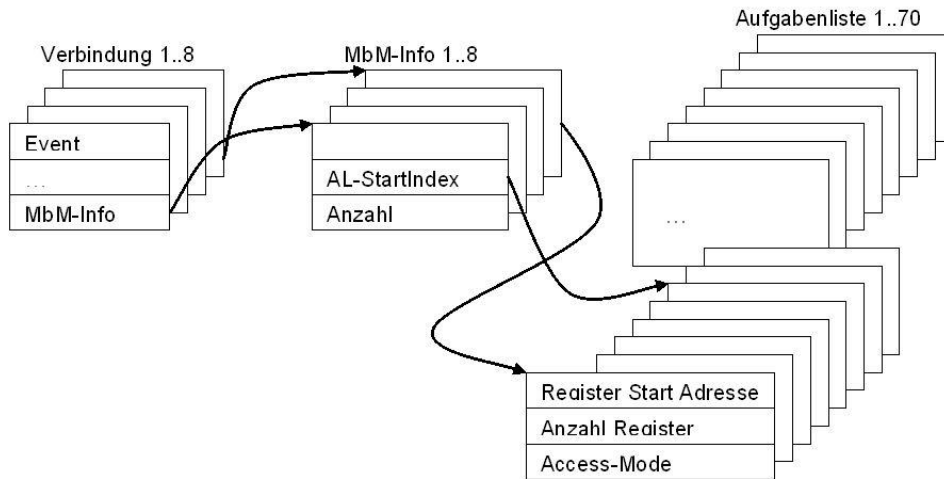 Aufgabenliste 1..70
Verbindung 1..8
MbM-Info 1..8
Event
...
MbM-Info
AL-StartIndex
Anzahl
...
Register Start Adresse
Anzahl Register
Access-Mode